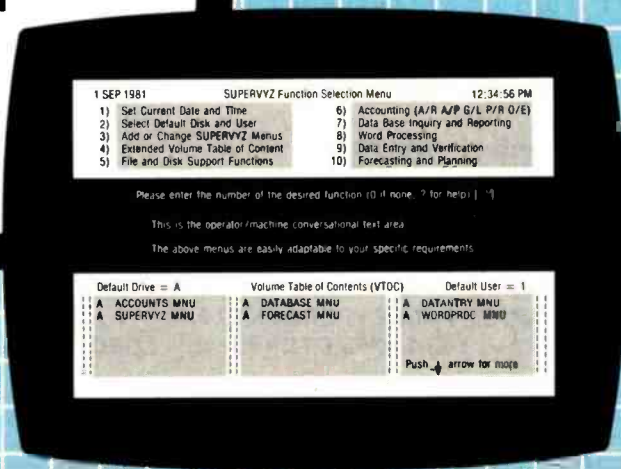 1 SEP 1981 SUPERVYZ Function Selection Menu 12:34:56 PM
1) Set Current Date and Time
2) Select Default Disk and User
3) Add or Change SUPERVYZ Menus
4) Extended Volume Table of Content
5) File and Disk Support Functions
6) Accounting (A/R A/P G/L P/R O/E)
7) Data Base Inquiry and Reporting
8) Word Processing
9) Data Entry and Verification
10) Forecasting and Planning
Please enter the number of the desired function (0 if none, ? for help) [ ]
This is the operator/machine conversational text area
The above menus are easily adaptable to your specific requirements
Default Drive = A Volume Table of Contents (VTOC) Default User = 1
A ACCOUNTS MNU A DATABASE MNU A DATANTRY MNU
A SUPERVYZ MNU A FORECAST MNU A WORDPROC MNU
Push ↓ arrow for more